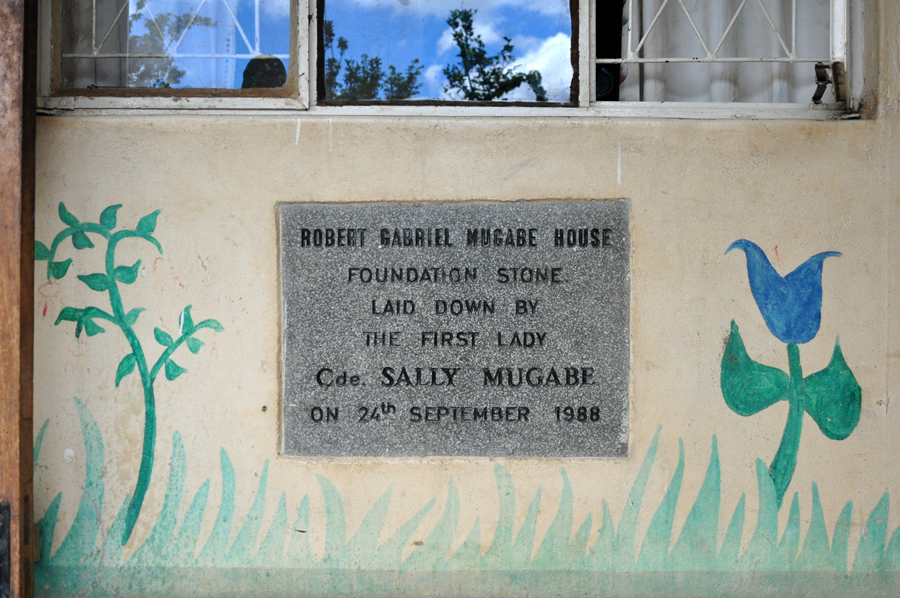 ROBERT GABRIEL MUGABE HOUSE
FOUNDATION STONE.
LAID DOWN BY
THE FIRST LADY
Cde. SALLY MUGABE
ON 24th SEPTEMBER 1988